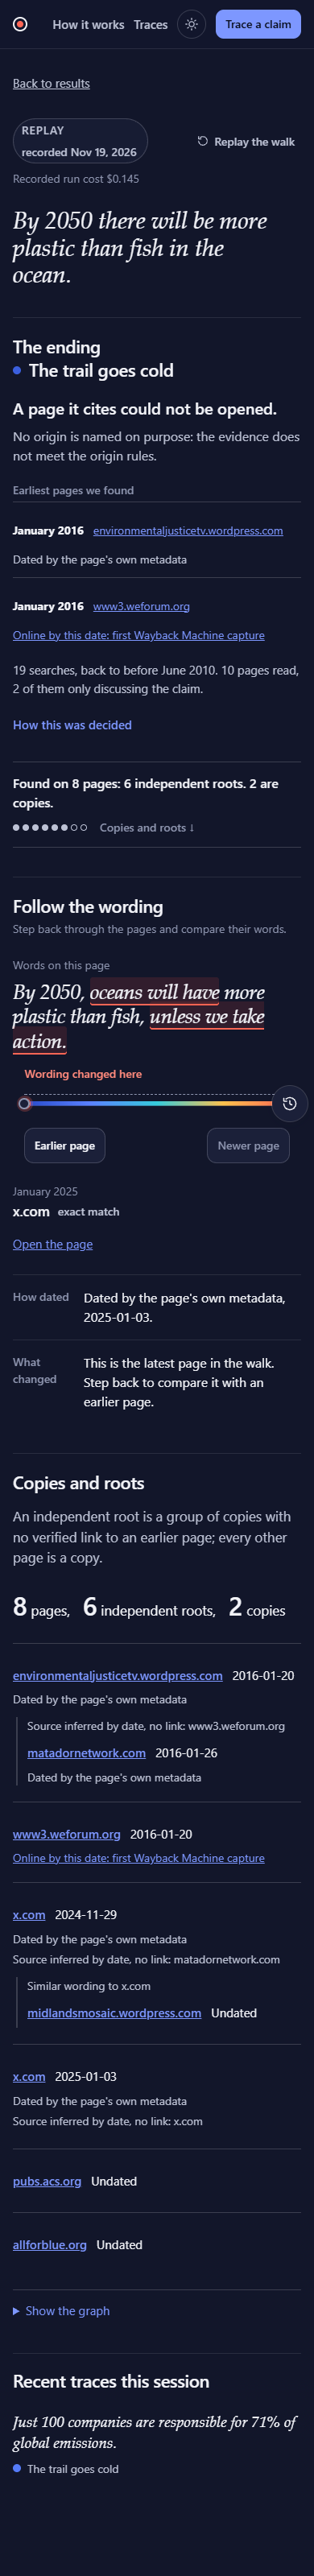 How it works Traces Trace a claim
Back to results
REPLAY
recorded Nov 19, 2026
Replay the walk
Recorded run cost $0.145
By 2050 there will be more
plastic than fish in the
ocean.
The ending
The trail goes cold
A page it cites could not be opened.
No origin is named on purpose: the evidence does
not meet the origin rules.
Earliest pages we found
January 2016 environmentaljusticetv.wordpress.com
Dated by the page's own metadata
January 2016 www3.weforum.org
Online by this date: first Wayback Machine capture
19 searches, back to before June 2010. 10 pages read,
2 of them only discussing the claim.
How this was decided
Found on 8 pages: 6 independent roots. 2 are
copies.
Copies and roots ↓
Follow the wording
Step back through the pages and compare their words.
Words on this page
By 2050, oceans will have more
plastic than fish, unless we take
action.
Wording changed here
Earlier page Newer page
January 2025
x.com exact match
Open the page
How dated Dated by the page's own metadata,
2025-01-03.
What This is the latest page in the walk.
changed Step back to compare it with an
earlier page.
Copies and roots
An independent root is a group of copies with
no verified link to an earlier page; every other
page is a copy.
8 pages, 6 independent roots, 2 copies
environmentaljusticetv.wordpress.com 2016-01-20
Dated by the page's own metadata
Source inferred by date, no link: www3.weforum.org
matadornetwork.com 2016-01-26
Dated by the page's own metadata
www3.weforum.org 2016-01-20
Online by this date: first Wayback Machine capture
x.com 2024-11-29
Dated by the page's own metadata
Source inferred by date, no link: matadornetwork.com
Similar wording to x.com
midlandsmosaic.wordpress.com Undated
x.com 2025-01-03
Dated by the page's own metadata
Source inferred by date, no link: x.com
pubs.acs.org Undated
allforblue.org Undated
Show the graph
Recent traces this session
Just 100 companies are responsible for 71% of
global emissions.
The trail goes cold